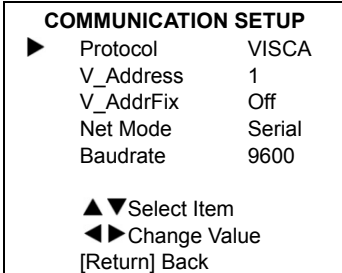 COMMUNICATION SETUP
▶ Protocol VISCA
V_Address 1
V_AddrFix Off
Net Mode Serial
Baudrate 9600
▲▼Select Item
◀▶Change Value
[Return] Back